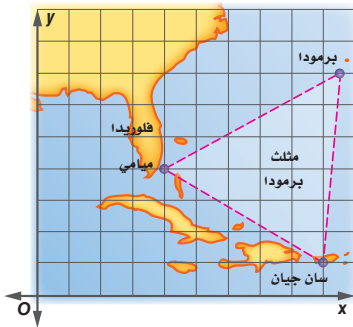 y
برمودا
فلوريدا
ميامي
مثلث
برمودا
سان جيان
O
x